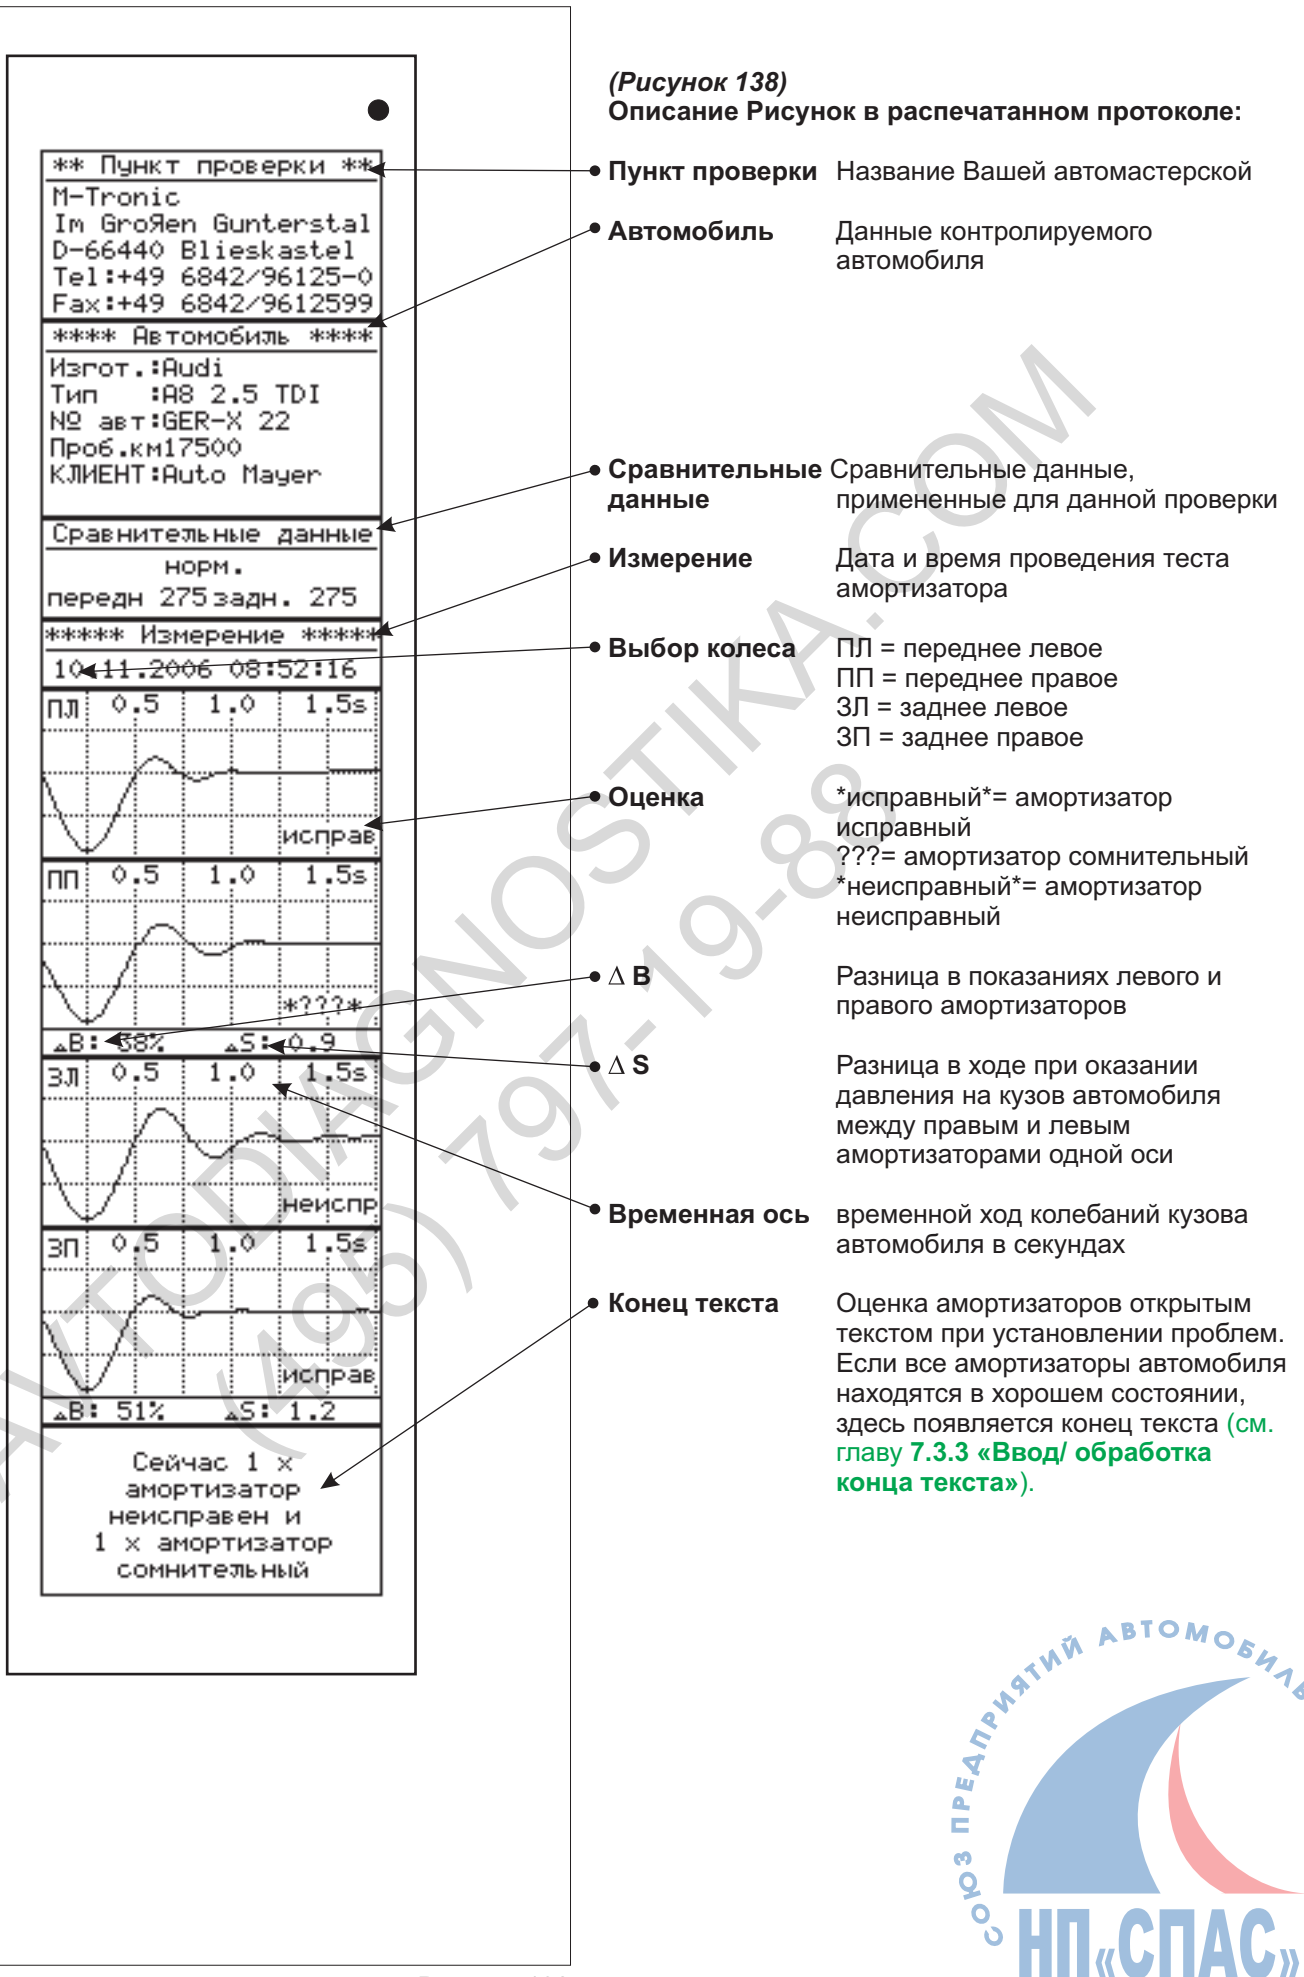 ** Пункт проверки **
M-Tronic
Im GroЯen Gunterstal
D-66440 Blieskastel
Tel:+49 6842/96125-0
Fax:+49 6842/9612599
**** Автомобиль ****
Изгот.:Audi
Тип :A8 2.5 TDI
№ авт:GER-X 22
Проб.км17500
КЛИЕНТ:Auto Mayer
Сравнительные данные
норм.
передн 275 задн. 275
***** Измерение *****
10.11.2006 08:52:16
ПЛ 0.5 1.0 1.5s
исправ
ПП 0.5 1.0 1.5s
*???*
▵B: 38% ▵S: 0.9
ЗЛ 0.5 1.0 1.5s
неиспр
ЗП 0.5 1.0 1.5s
исправ
▵B: 51% ▵S: 1.2
Сейчас 1 x
амортизатор
неисправен и
1 x амортизатор
сомнительный
(Рисунок 138)
Описание Рисунок в распечатанном протоколе:
Пункт проверки Название Вашей автомастерской
Автомобиль Данные контролируемого
автомобиля
Сравнительные Сравнительные данные,
данные примененные для данной проверки
Измерение Дата и время проведения теста
амортизатора
Выбор колеса ПЛ = переднее левое
ПП = переднее правое
ЗЛ = заднее левое
ЗП = заднее правое
Оценка *исправный*= амортизатор
исправный
???= амортизатор сомнительный
*неисправный*= амортизатор
неисправный
Δ B Разница в показаниях левого и
правого амортизаторов
Δ S Разница в ходе при оказании
давления на кузов автомобиля
между правым и левым
амортизаторами одной оси
Временная ось временной ход колебаний кузова
автомобиля в секундах
Конец текста Оценка амортизаторов открытым
текстом при установлении проблем.
Если все амортизаторы автомобиля
находятся в хорошем состоянии,
здесь появляется конец текста (см.
главу 7.3.3 «Ввод/ обработка
конца текста»).
AVTODIAGNOSTIKA.COM
(495) 797-19-88
СОЮЗ ПРЕДПРИЯТИЙ АВТОМОБИЛЬ
НП «СПАС»